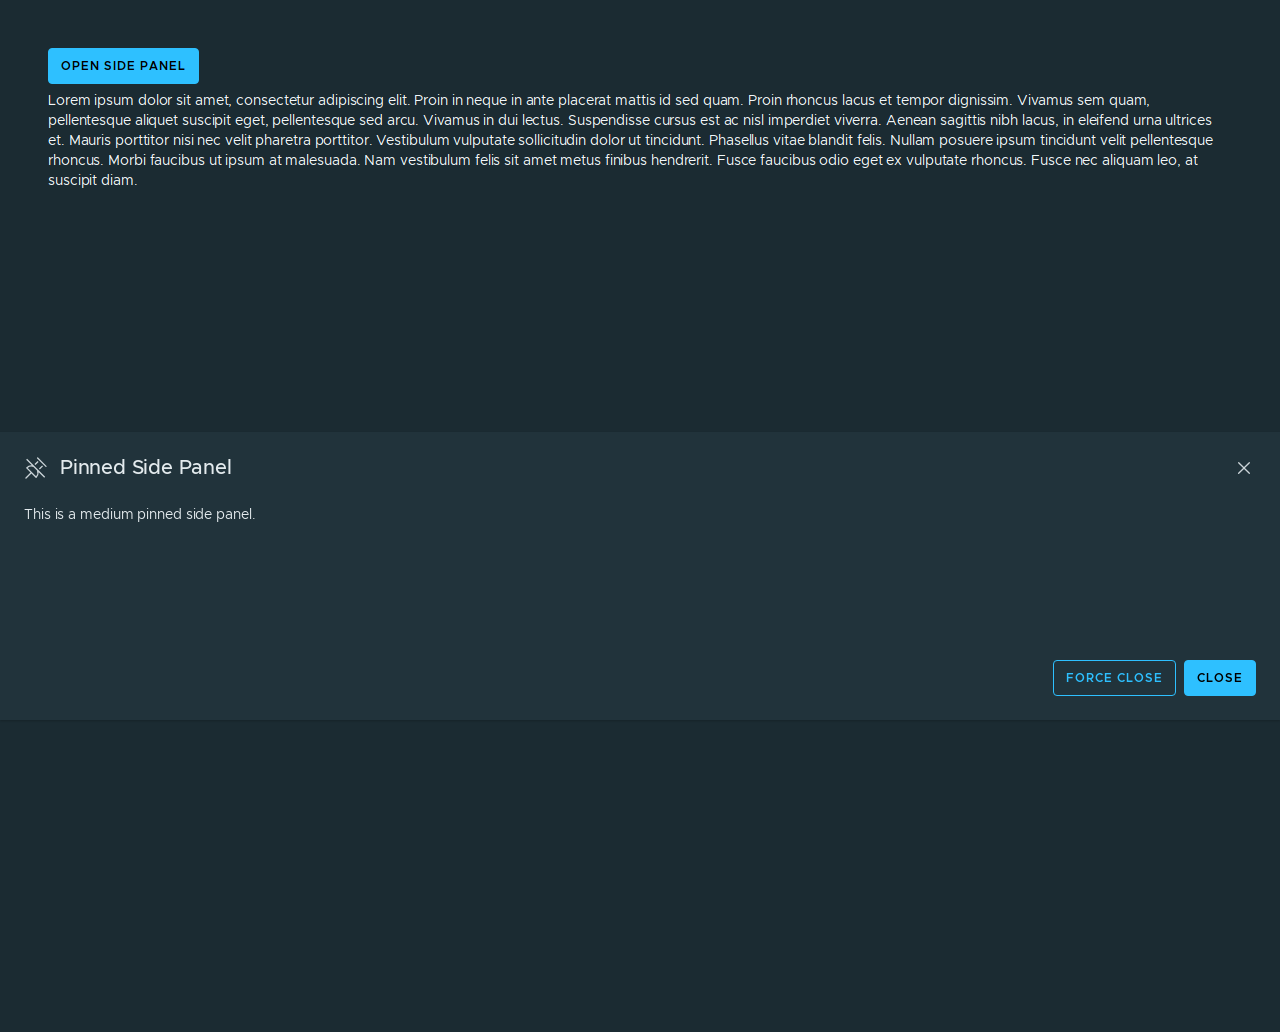 OPEN SIDE PANEL
Lorem ipsum dolor sit amet, consectetur adipiscing elit. Proin in neque in ante placerat mattis id sed quam. Proin rhoncus lacus et tempor dignissim. Vivamus sem quam,
pellentesque aliquet suscipit eget, pellentesque sed arcu. Vivamus in dui lectus. Suspendisse cursus est ac nisl imperdiet viverra. Aenean sagittis nibh lacus, in eleifend urna ultrices
et. Mauris porttitor nisi nec velit pharetra porttitor. Vestibulum vulputate sollicitudin dolor ut tincidunt. Phasellus vitae blandit felis. Nullam posuere ipsum tincidunt velit pellentesque
rhoncus. Morbi faucibus ut ipsum at malesuada. Nam vestibulum felis sit amet metus finibus hendrerit. Fusce faucibus odio eget ex vulputate rhoncus. Fusce nec aliquam leo, at
suscipit diam.
Pinned Side Panel
This is a medium pinned side panel.
FORCE CLOSE
CLOSE